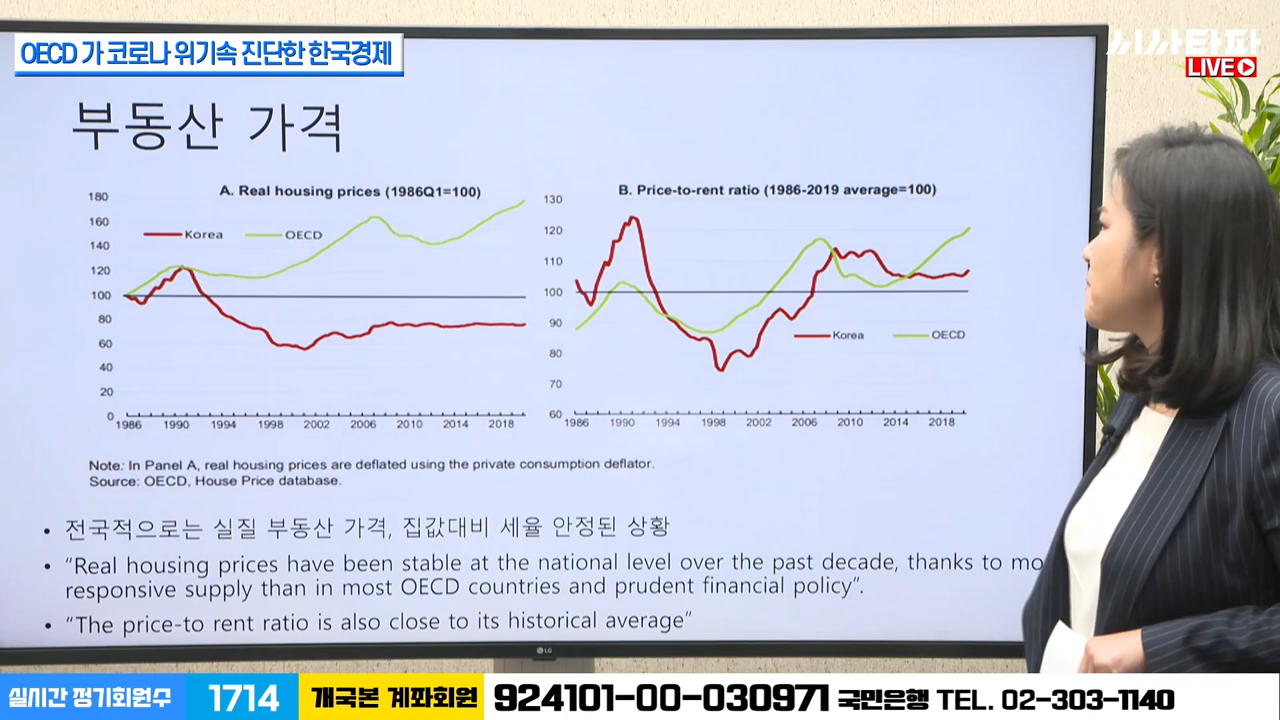 OECD 가 코로나 위기속 진단한 한국경제
시사타파
LIVE
부동산 가격
A. Real housing prices (1986Q1=100)
B. Price-to-rent ratio (1986-2019 average=100)
180
160
140
120
100
80
60
40
20
0
Korea
OECD
1986 1990 1994 1998 2002 2006 2010 2014 2018
130
120
110
100
90
80
70
60
Korea
OECD
1986 1990 1994 1998 2002 2006 2010 2014 2018
Note: In Panel A, real housing prices are deflated using the private consumption deflator.
Source: OECD, House Price database.
• 전국적으로는 실질 부동산 가격, 집값대비 세율 안정된 상황
• “Real housing prices have been stable at the national level over the past decade, thanks to mo
responsive supply than in most OECD countries and prudent financial policy”.
• “The price-to rent ratio is also close to its historical average”
LG
실시간 정기회원수 1714 개국본 계좌회원 924101-00-030971 국민은행 TEL. 02-303-1140